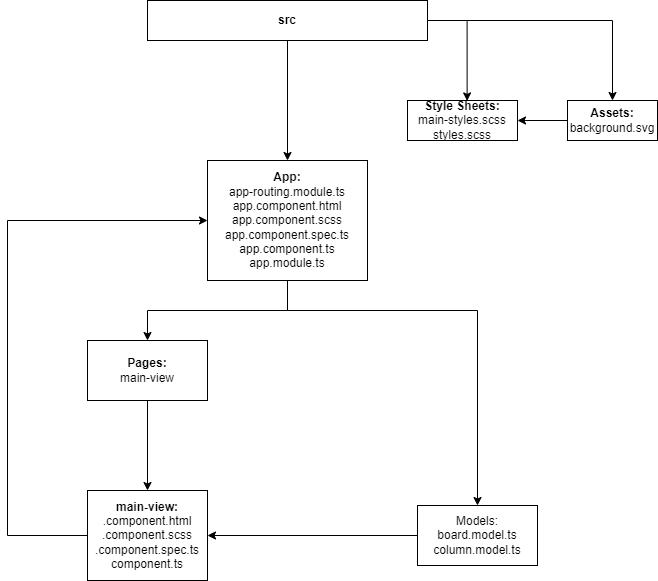 src
Style Sheets:
main-styles.scss
styles.scss
Assets:
background.svg
App:
app-routing.module.ts
app.component.html
app.component.scss
app.component.spec.ts
app.component.ts
app.module.ts
Pages:
main-view
main-view:
.component.html
.component.scss
.component.spec.ts
component.ts
Models:
board.model.ts
column.model.ts